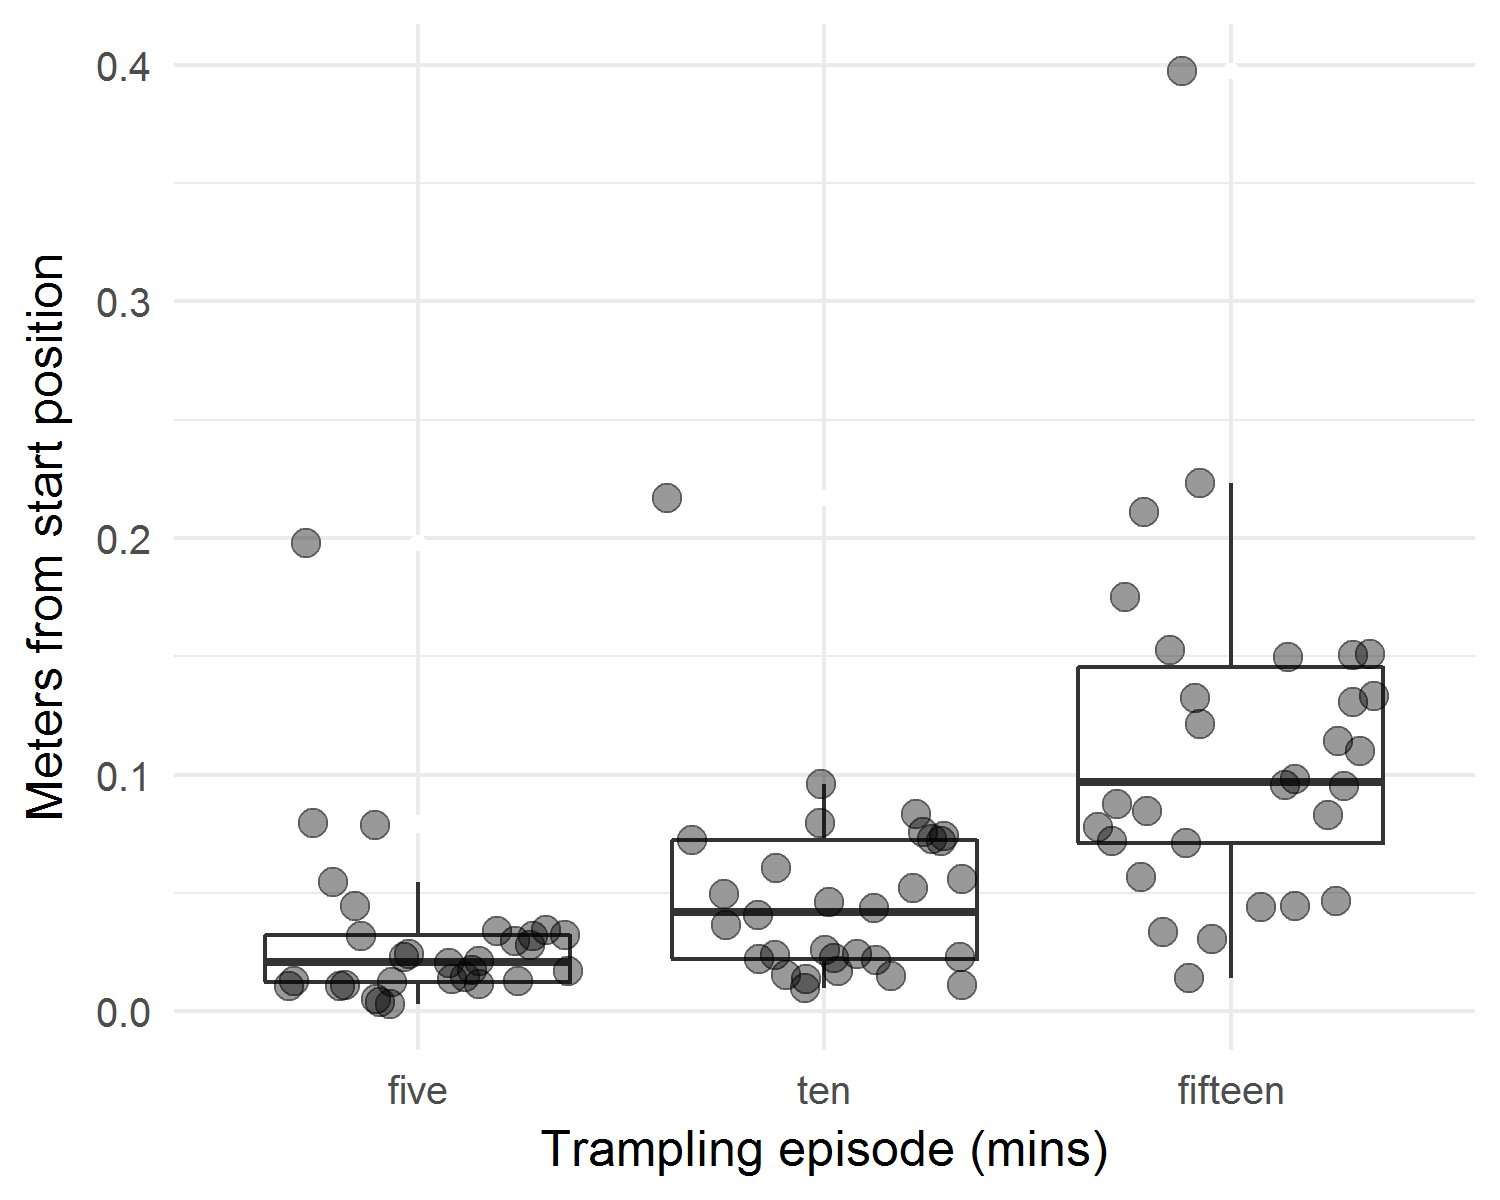 Meters from start position
0.4
0.3
0.2
0.1
0.0
five ten fifteen
Trampling episode (mins)